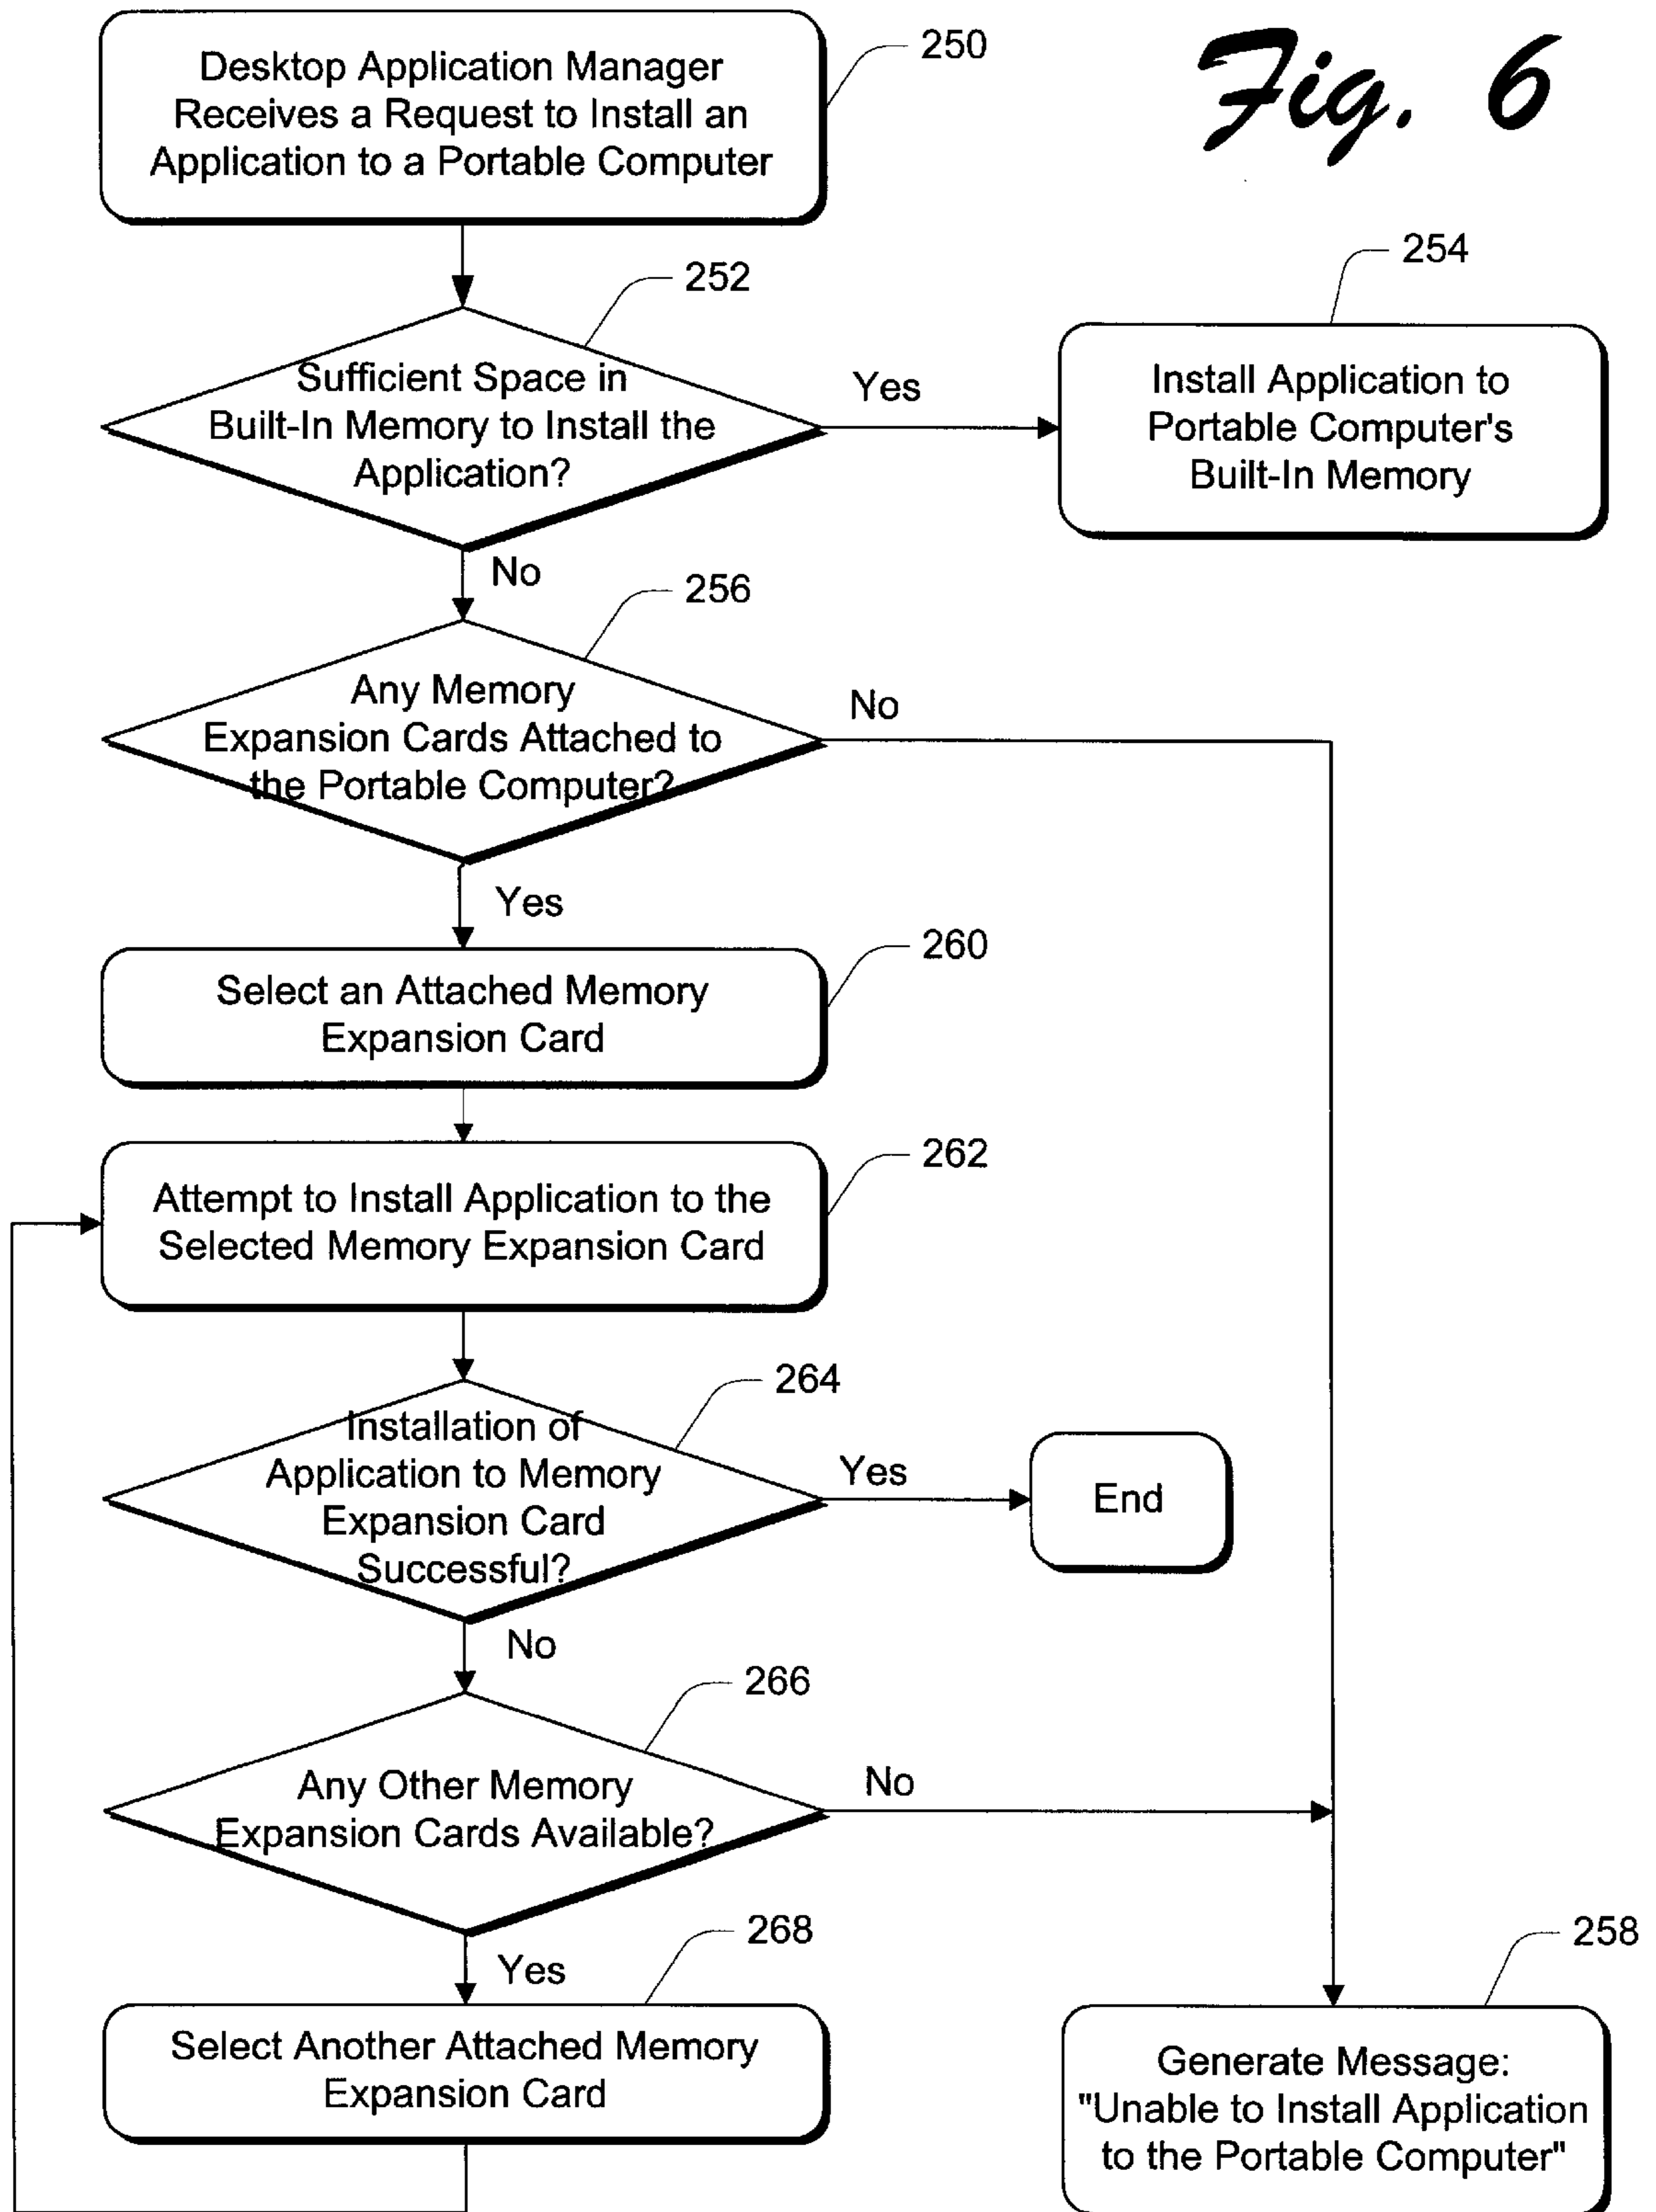 Fig. 6
250
Desktop Application Manager
Receives a Request to Install an
Application to a Portable Computer
252
Sufficient Space in
Built-In Memory to Install the
Application?
Yes
254
Install Application to
Portable Computer's
Built-In Memory
No
256
Any Memory
Expansion Cards Attached to
the Portable Computer?
No
Yes
260
Select an Attached Memory
Expansion Card
262
Attempt to Install Application to the
Selected Memory Expansion Card
264
Installation of
Application to Memory
Expansion Card
Successful?
Yes
End
No
266
Any Other Memory
Expansion Cards Available?
No
Yes
268
Select Another Attached Memory
Expansion Card
258
Generate Message:
"Unable to Install Application
to the Portable Computer"